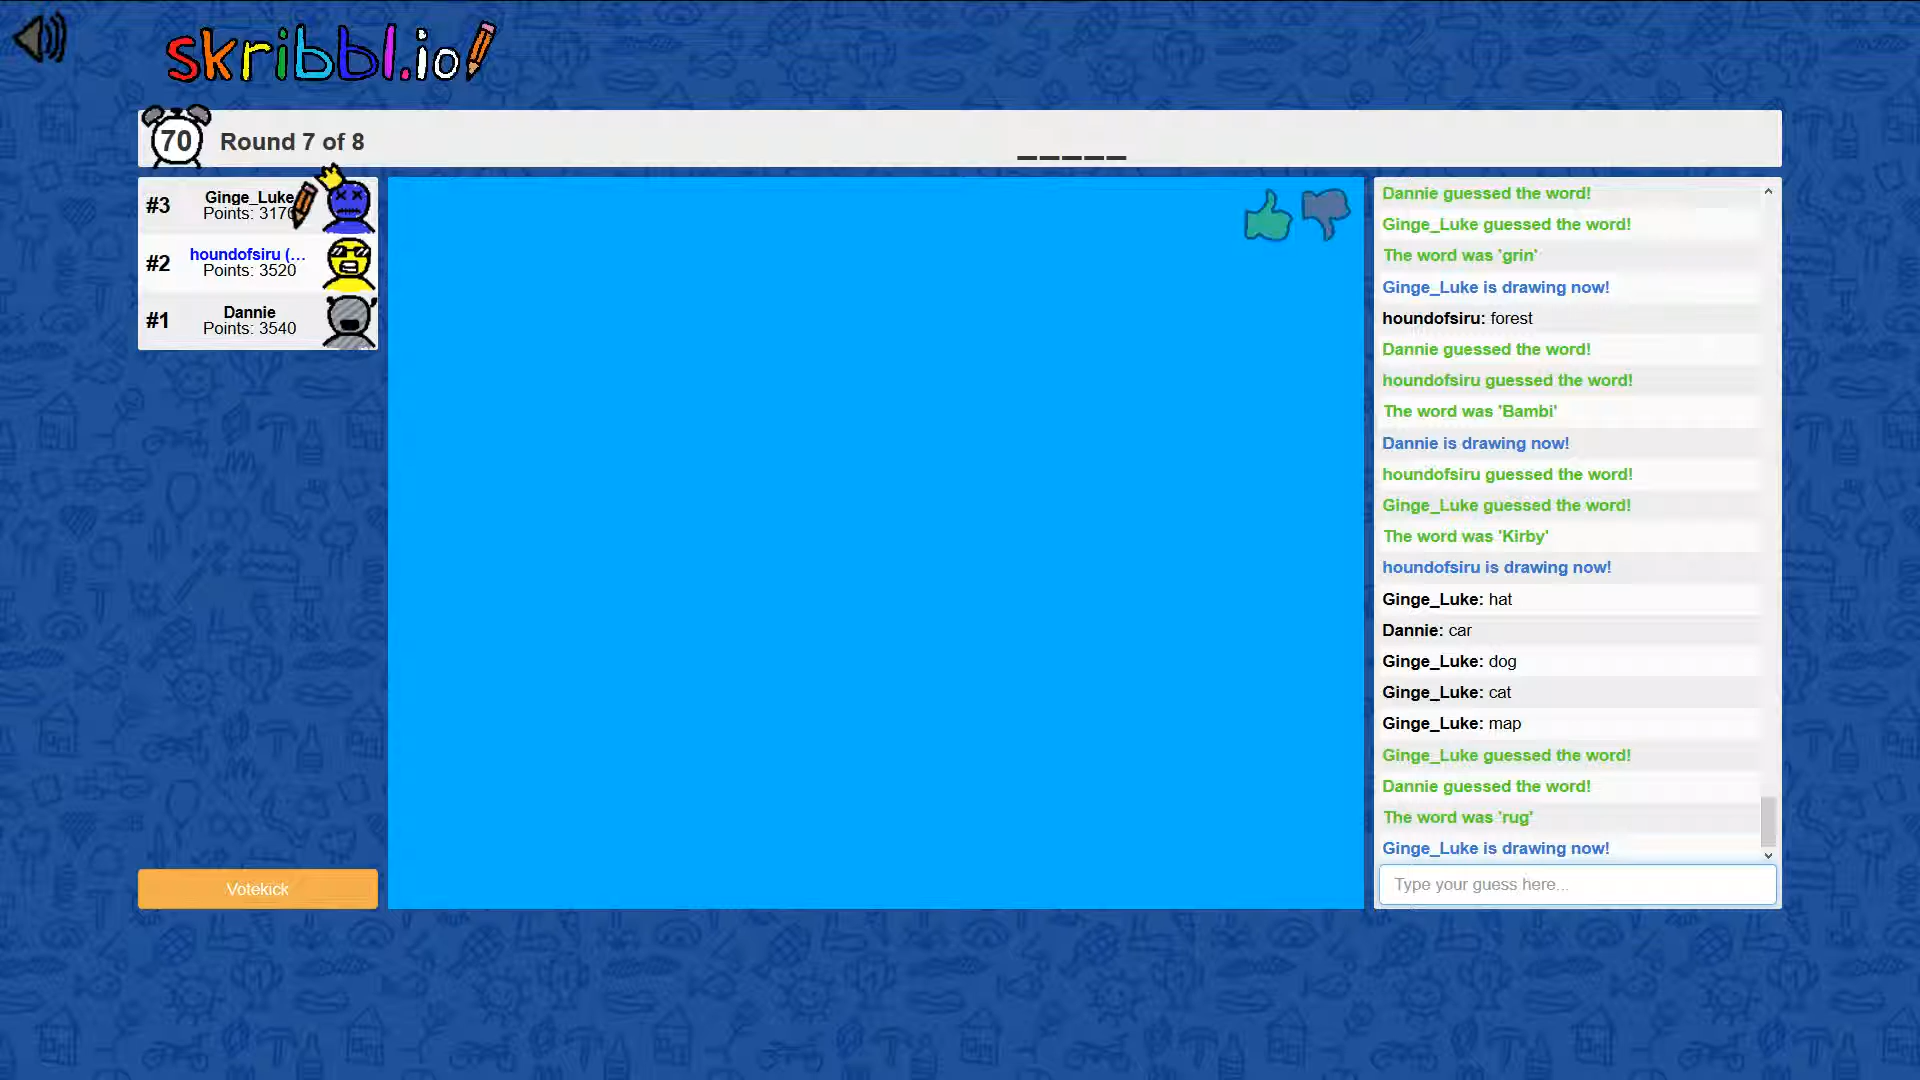 skribbl.io
70
Round 7 of 8
_____
#3
Ginge_Luke
Points: 3170
#2
houndofsiru (...
Points: 3520
#1
Dannie
Points: 3540
Votekick
Dannie guessed the word!
Ginge_Luke guessed the word!
The word was 'grin'
Ginge_Luke is drawing now!
houndofsiru: forest
Dannie guessed the word!
houndofsiru guessed the word!
The word was 'Bambi'
Dannie is drawing now!
houndofsiru guessed the word!
Ginge_Luke guessed the word!
The word was 'Kirby'
houndofsiru is drawing now!
Ginge_Luke: hat
Dannie: car
Ginge_Luke: dog
Ginge_Luke: cat
Ginge_Luke: map
Ginge_Luke guessed the word!
Dannie guessed the word!
The word was 'rug'
Ginge_Luke is drawing now!
Type your guess here...